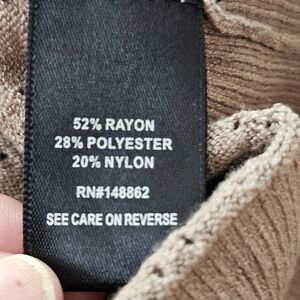 52% RAYON
28% POLYESTER
20% NYLON
RN#148862
SEE CARE ON REVERSE